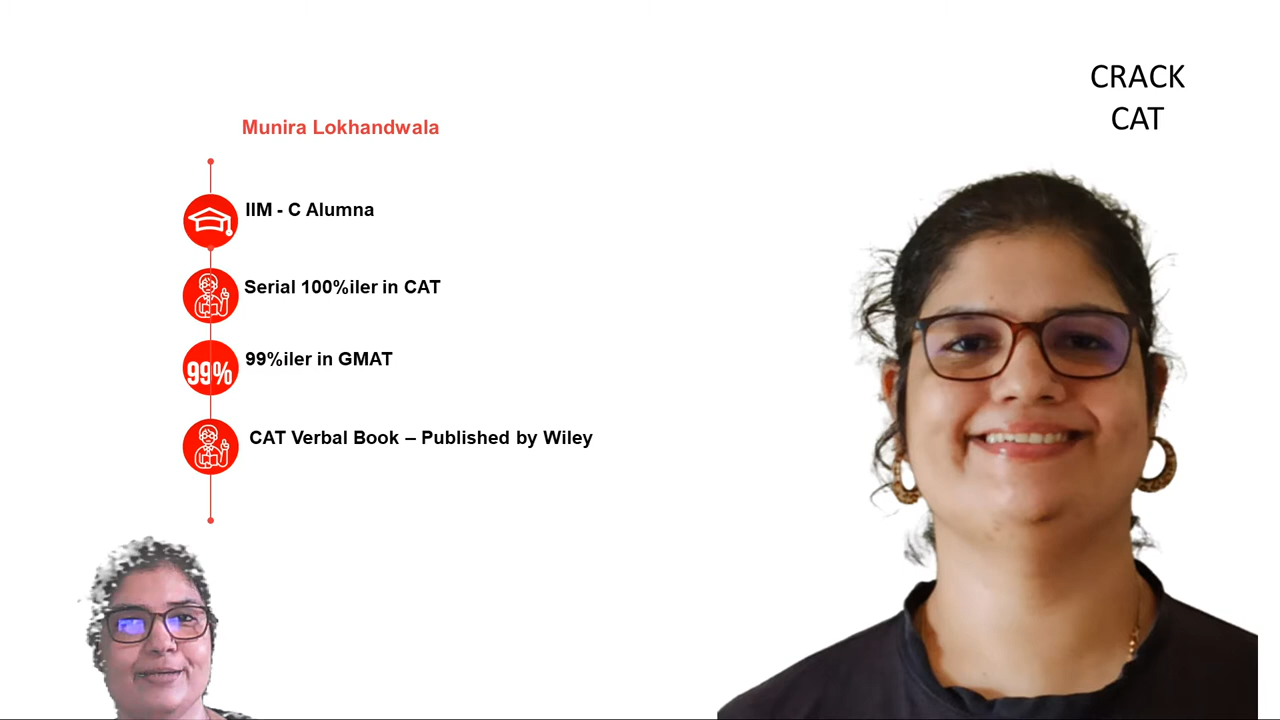 CRACK
CAT
Munira Lokhandwala
IIM - C Alumna
Serial 100%iler in CAT
99%
99%iler in GMAT
CAT Verbal Book – Published by Wiley